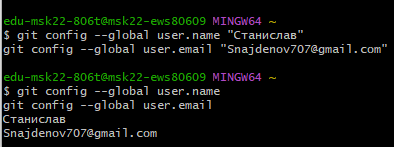 edu-msk22-806t@msk22-ews80609 MINGW64 ~
$ git config --global user.name "Станислав"
git config --global user.email "Snajdenov707@gmail.com"
edu-msk22-806t@msk22-ews80609 MINGW64 ~
$ git config --global user.name
git config --global user.email
Станислав
Snajdenov707@gmail.com